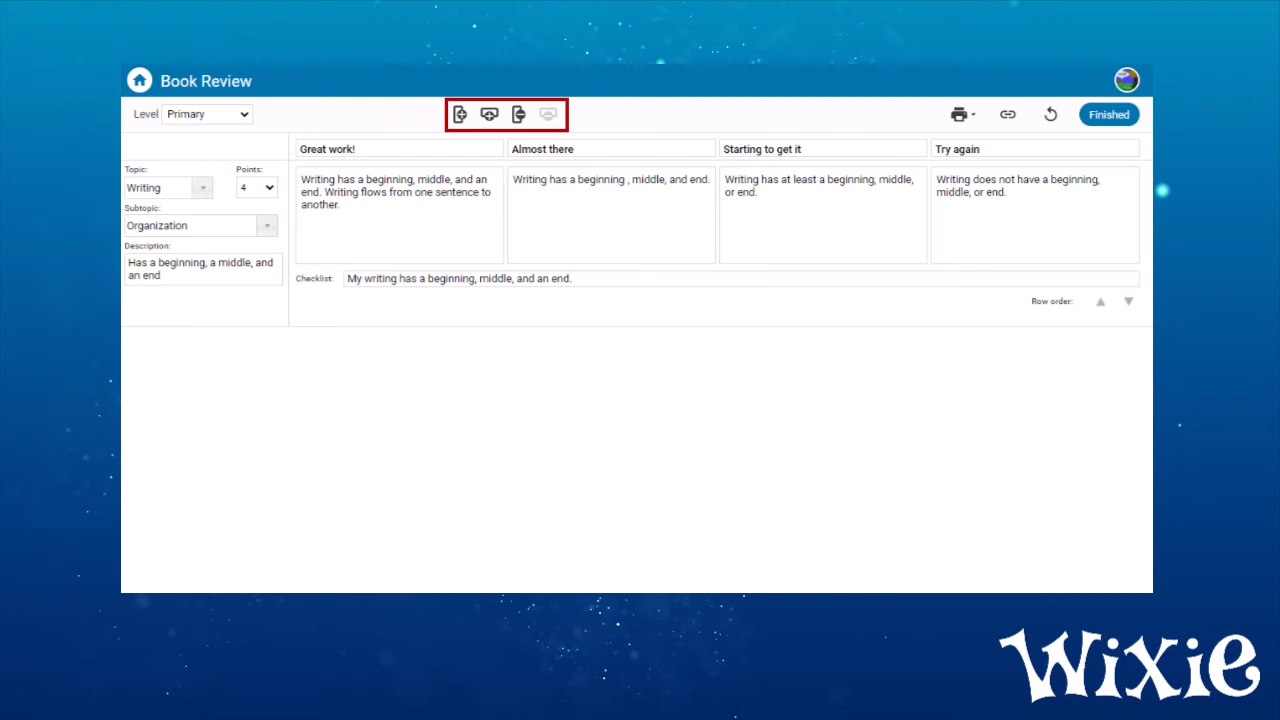 Book Review
Level Primary
Finished
Great work!
Almost there
Starting to get it
Try again
Topic:
Points:
Writing
4
Subtopic:
Organization
Description:
Has a beginning, a middle, and
an end
Writing has a beginning, middle, and an
end. Writing flows from one sentence to
another.
Writing has a beginning , middle, and end.
Writing has at least a beginning, middle,
or end.
Writing does not have a beginning,
middle, or end.
Checklist: My writing has a beginning, middle, and an end.
Row order:
Wixie